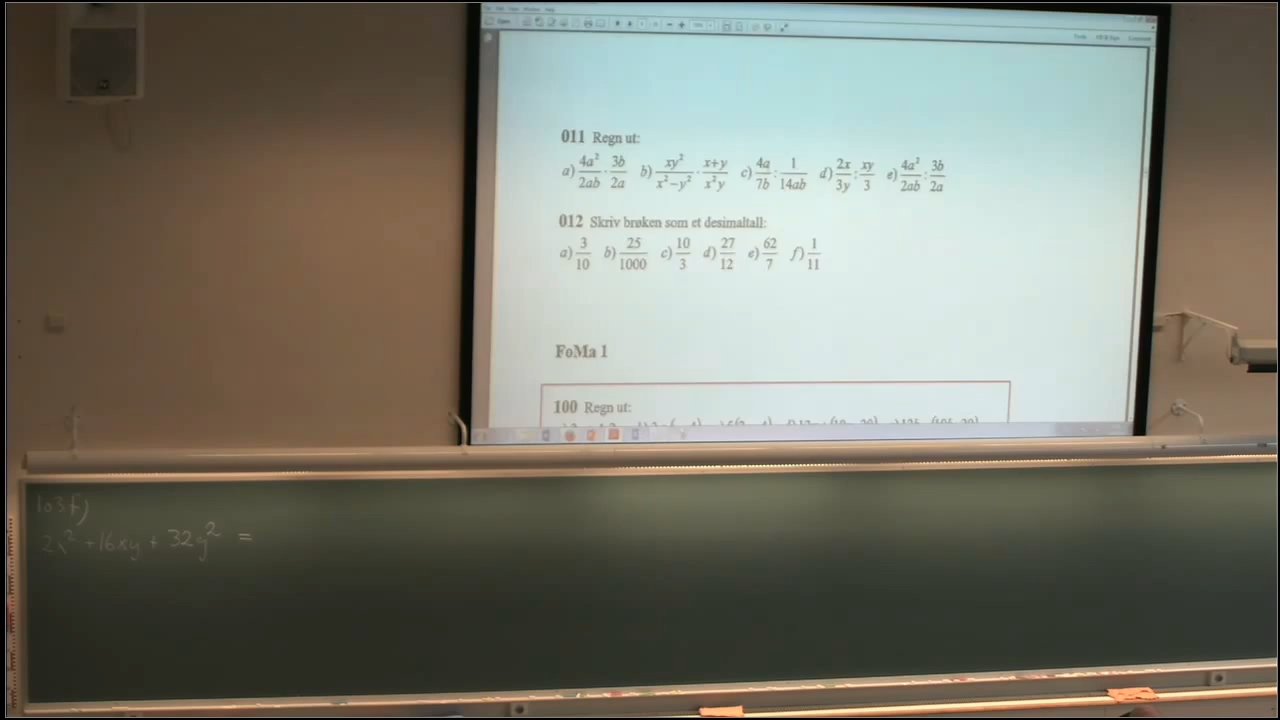 011 Regn ut:
a) 4a²/2ab · 3b/2a b) xy²/x²−y² · x+y/x²y c) 4a/7b : 1/14ab d) 2x/3y : xy/3 e) 4a²/2ab : 3b/2a
012 Skriv brøken som et desimaltall:
a) 3/10 b) 25/1000 c) 10/3 d) 27/12 e) 62/7 f) 1/11
FoMa 1
100 Regn ut:
103 f)
2x² + 16xy + 32y² =